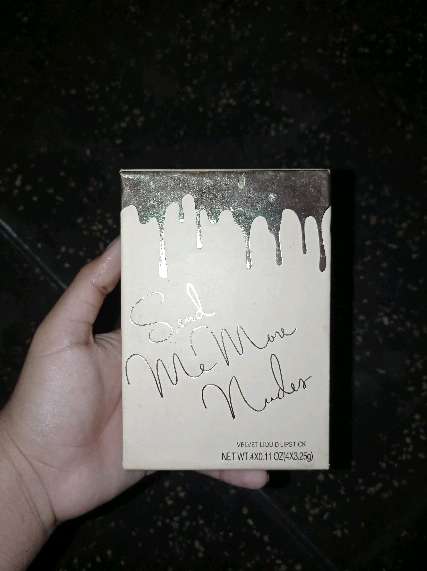 Send
Me More
Nudes
VELVET LIQUID LIPSTICK
NET WT.4X0.11 OZ(4X3.25g)